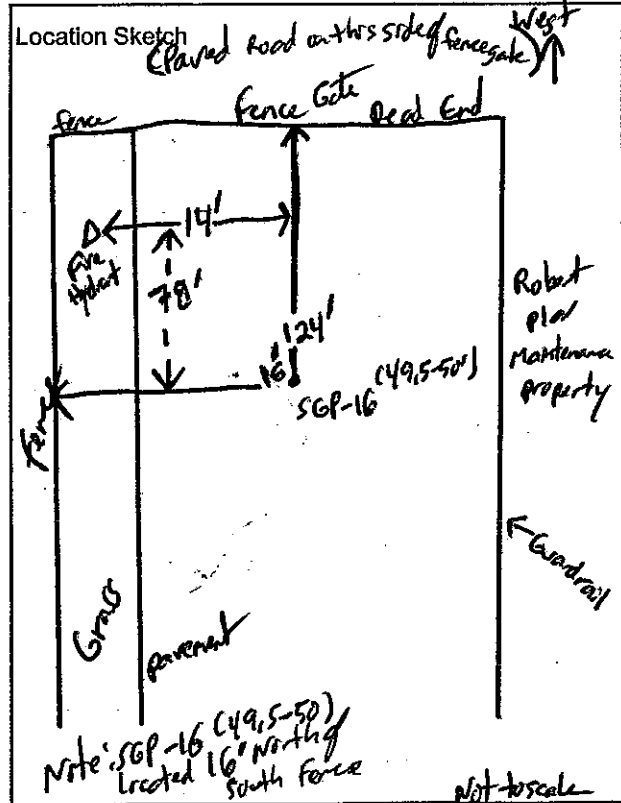 Location Sketch
West
(Paved Road on this side of fence gate)
fence
Fence Gate
Dead End
14'
Fire
Hydrant
78'
124'
16'
SGP-16 (49.5-50')
Robert
plan
Maintenance
property
Fence
Guardrail
Grass
pavement
Note: SGP-16 (49.5-50)
located 16' North of
South Fence
Not to scale